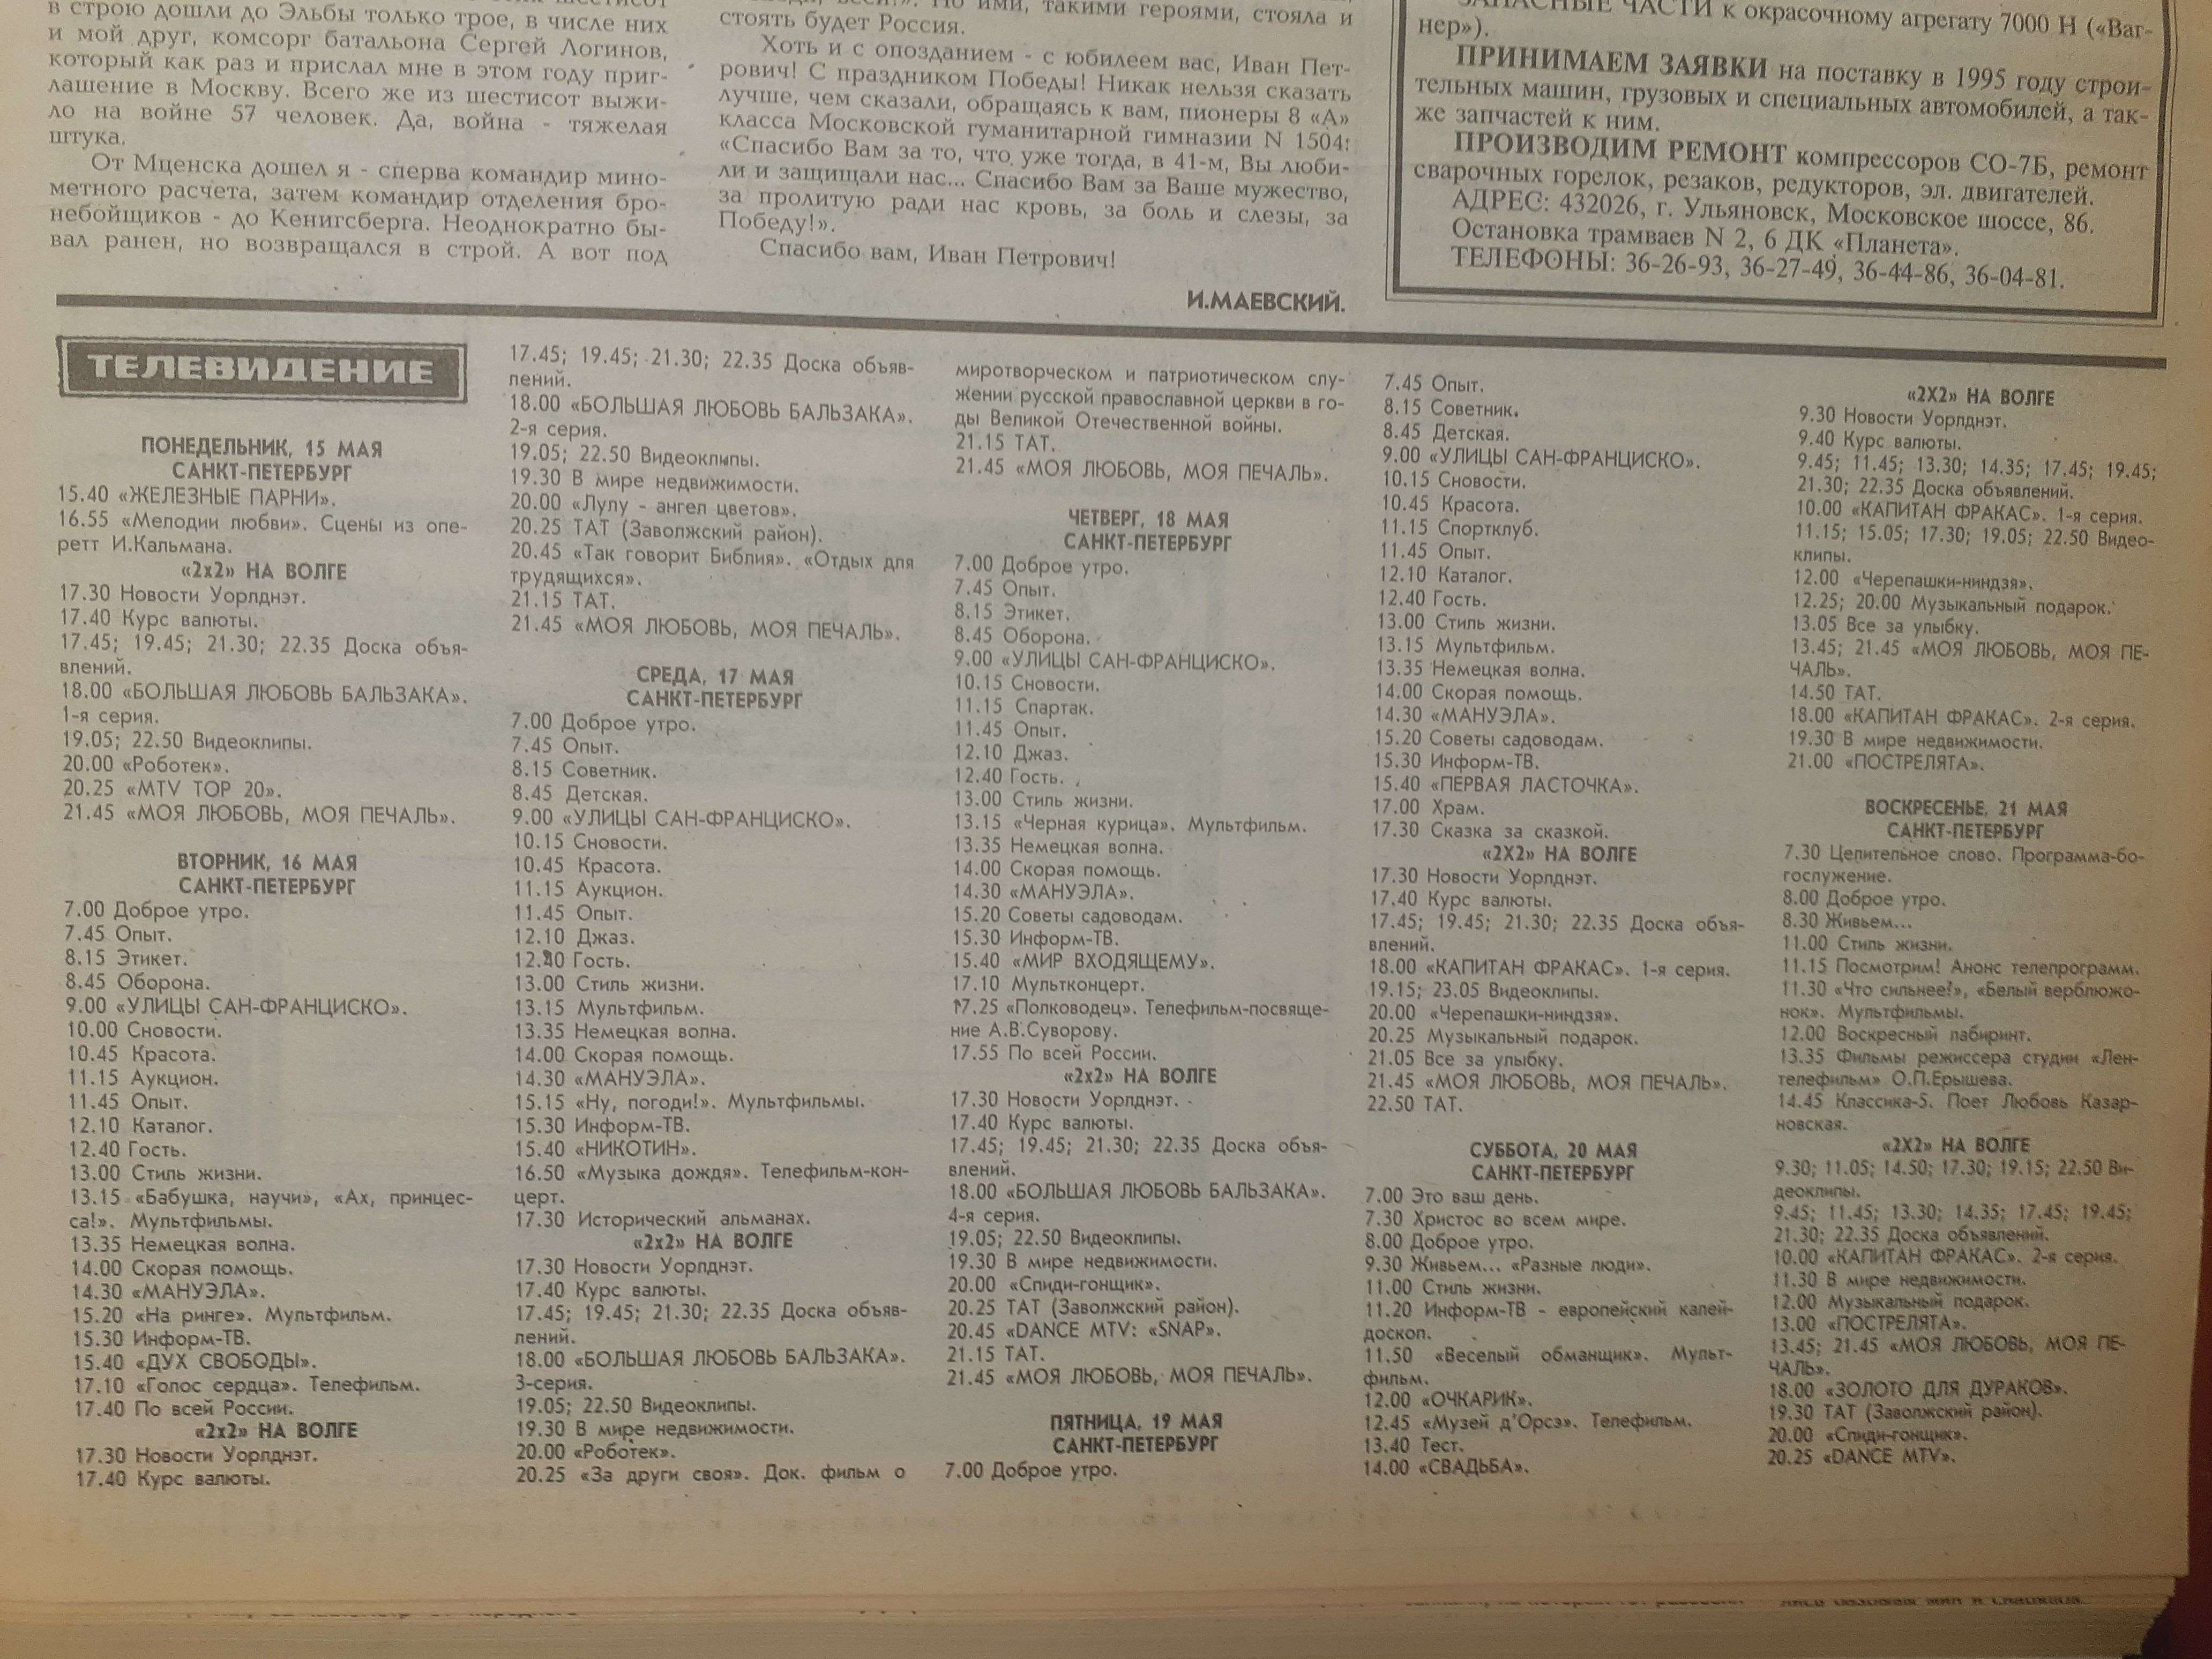 в строю дошли до Эльбы только трое, в числе них
и мой друг, комсорг батальона Сергей Логинов,
который как раз и прислал мне в этом году приг-
лашение в Москву. Всего же из шестисот выжи-
ло на войне 57 человек. Да, война - тяжелая
штука.
От Мценска дошел я - сперва командир мино-
метного расчета, затем командир отделения бро-
небойщиков - до Кенигсберга. Неоднократно бы-
вал ранен, но возвращался в строй. А вот под
ими, такими героями, стояла и
стоять будет Россия.
Хоть и с опозданием - с юбилеем вас, Иван Пет-
рович! С праздником Победы! Никак нельзя сказать
лучше, чем сказали, обращаясь к вам, пионеры 8 «А»
класса Московской гуманитарной гимназии N 1504:
«Спасибо Вам за то, что уже тогда, в 41-м, Вы люби-
ли и защищали нас... Спасибо Вам за Ваше мужество,
за пролитую ради нас кровь, за боль и слезы, за
Победу!».
Спасибо вам, Иван Петрович!
И.МАЕВСКИЙ.
ЗАПАСНЫЕ ЧАСТИ к окрасочному агрегату 7000 Н («Ваг-
нер»).
ПРИНИМАЕМ ЗАЯВКИ на поставку в 1995 году строи-
тельных машин, грузовых и специальных автомобилей, а так-
же запчастей к ним.
ПРОИЗВОДИМ РЕМОНТ компрессоров СО-7Б, ремонт
сварочных горелок, резаков, редукторов, эл. двигателей.
АДРЕС: 432026, г. Ульяновск, Московское шоссе, 86.
Остановка трамваев N 2, 6 ДК «Планета».
ТЕЛЕФОНЫ: 36-26-93, 36-27-49, 36-44-86, 36-04-81.
ТЕЛЕВИДЕНИЕ
ПОНЕДЕЛЬНИК, 15 МАЯ
САНКТ-ПЕТЕРБУРГ
15.40 «ЖЕЛЕЗНЫЕ ПАРНИ».
16.55 «Мелодии любви». Сцены из опе-
ретт И.Кальмана.
«2x2» НА ВОЛГЕ
17.30 Новости Уорлднэт.
17.40 Курс валюты.
17.45; 19.45; 21.30; 22.35 Доска объя-
влений.
18.00 «БОЛЬШАЯ ЛЮБОВЬ БАЛЬЗАКА».
1-я серия.
19.05; 22.50 Видеоклипы.
20.00 «Роботек».
20.25 «MTV TOP 20».
21.45 «МОЯ ЛЮБОВЬ, МОЯ ПЕЧАЛЬ».
ВТОРНИК, 16 МАЯ
САНКТ-ПЕТЕРБУРГ
7.00 Доброе утро.
7.45 Опыт.
8.15 Этикет.
8.45 Оборона.
9.00 «УЛИЦЫ САН-ФРАНЦИСКО».
10.00 Сновости.
10.45 Красота.
11.15 Аукцион.
11.45 Опыт.
12.10 Каталог.
12.40 Гость.
13.00 Стиль жизни.
13.15 «Бабушка, научи», «Ах, принцес-
са!». Мультфильмы.
13.35 Немецкая волна.
14.00 Скорая помощь.
14.30 «МАНУЭЛА».
15.20 «На ринге». Мультфильм.
15.30 Информ-ТВ.
15.40 «ДУХ СВОБОДЫ».
17.10 «Голос сердца». Телефильм.
17.40 По всей России.
«2x2» НА ВОЛГЕ
17.30 Новости Уорлднэт.
17.40 Курс валюты.
17.45; 19.45; 21.30; 22.35 Доска объяв-
лений.
18.00 «БОЛЬШАЯ ЛЮБОВЬ БАЛЬЗАКА».
2-я серия.
19.05; 22.50 Видеоклипы.
19.30 В мире недвижимости.
20.00 «Лулу - ангел цветов».
20.25 ТАТ (Заволжский район).
20.45 «Так говорит Библия». «Отдых для
трудящихся».
21.15 ТАТ.
21.45 «МОЯ ЛЮБОВЬ, МОЯ ПЕЧАЛЬ».
СРЕДА, 17 МАЯ
САНКТ-ПЕТЕРБУРГ
7.00 Доброе утро.
7.45 Опыт.
8.15 Советник.
8.45 Детская.
9.00 «УЛИЦЫ САН-ФРАНЦИСКО».
10.15 Сновости.
10.45 Красота.
11.15 Аукцион.
11.45 Опыт.
12.10 Джаз.
12.40 Гость.
13.00 Стиль жизни.
13.15 Мультфильм.
13.35 Немецкая волна.
14.00 Скорая помощь.
14.30 «МАНУЭЛА».
15.15 «Ну, погоди!». Мультфильмы.
15.30 Информ-ТВ.
15.40 «НИКОТИН».
16.50 «Музыка дождя». Телефильм-кон-
церт.
17.30 Исторический альманах.
«2x2» НА ВОЛГЕ
17.30 Новости Уорлднэт.
17.40 Курс валюты.
17.45; 19.45; 21.30; 22.35 Доска объяв-
лений.
18.00 «БОЛЬШАЯ ЛЮБОВЬ БАЛЬЗАКА».
3-серия.
19.05; 22.50 Видеоклипы.
19.30 В мире недвижимости.
20.00 «Роботек».
20.25 «За други своя». Док. фильм о
миротворческом и патриотическом слу-
жении русской православной церкви в го-
ды Великой Отечественной войны.
21.15 ТАТ.
21.45 «МОЯ ЛЮБОВЬ, МОЯ ПЕЧАЛЬ».
ЧЕТВЕРГ, 18 МАЯ
САНКТ-ПЕТЕРБУРГ
7.00 Доброе утро.
7.45 Опыт.
8.15 Этикет.
8.45 Оборона.
9.00 «УЛИЦЫ САН-ФРАНЦИСКО».
10.15 Сновости.
11.15 Спартак.
11.45 Опыт.
12.10 Джаз.
12.40 Гость.
13.00 Стиль жизни.
13.15 «Черная курица». Мультфильм.
13.35 Немецкая волна.
14.00 Скорая помощь.
14.30 «МАНУЭЛА».
15.20 Советы садоводам.
15.30 Информ-ТВ.
15.40 «МИР ВХОДЯЩЕМУ».
17.10 Мультконцерт.
17.25 «Полководец». Телефильм-посвяще-
ние А.В.Суворову.
17.55 По всей России.
«2x2» НА ВОЛГЕ
17.30 Новости Уорлднэт.
17.40 Курс валюты.
17.45; 19.45; 21.30; 22.35 Доска объя-
влений.
18.00 «БОЛЬШАЯ ЛЮБОВЬ БАЛЬЗАКА».
4-я серия.
19.05; 22.50 Видеоклипы.
19.30 В мире недвижимости.
20.00 «Спиди-гонщик».
20.25 ТАТ (Заволжский район).
20.45 «DANCE MTV: «SNAP».
21.15 ТАТ.
21.45 «МОЯ ЛЮБОВЬ, МОЯ ПЕЧАЛЬ».
ПЯТНИЦА, 19 МАЯ
САНКТ-ПЕТЕРБУРГ
7.00 Доброе утро.
7.45 Опыт.
8.15 Советник.
8.45 Детская.
9.00 «УЛИЦЫ САН-ФРАНЦИСКО».
10.15 Сновости.
10.45 Красота.
11.15 Спортклуб.
11.45 Опыт.
12.10 Каталог.
12.40 Гость.
13.00 Стиль жизни.
13.15 Мультфильм.
13.35 Немецкая волна.
14.00 Скорая помощь.
14.30 «МАНУЭЛА».
15.20 Советы садоводам.
15.30 Информ-ТВ.
15.40 «ПЕРВАЯ ЛАСТОЧКА».
17.00 Храм.
17.30 Сказка за сказкой.
«2X2» НА ВОЛГЕ
17.30 Новости Уорлднэт.
17.40 Курс валюты.
17.45; 19.45; 21.30; 22.35 Доска объя-
влений.
18.00 «КАПИТАН ФРАКАС». 1-я серия.
19.15; 23.05 Видеоклипы.
20.00 «Черепашки-ниндзя».
20.25 Музыкальный подарок.
21.05 Все за улыбку.
21.45 «МОЯ ЛЮБОВЬ, МОЯ ПЕЧАЛЬ».
22.50 ТАТ.
СУББОТА, 20 МАЯ
САНКТ-ПЕТЕРБУРГ
7.00 Это ваш день.
7.30 Христос во всем мире.
8.00 Доброе утро.
9.30 Живьем... «Разные люди».
11.00 Стиль жизни.
11.20 Информ-ТВ - европейский калей-
доскоп.
11.50 «Веселый обманщик». Мульт-
фильм.
12.00 «ОЧКАРИК».
12.45 «Музей д'Орсэ». Телефильм.
13.40 Тест.
14.00 «СВАДЬБА».
«2X2» НА ВОЛГЕ
9.30 Новости Уорлднэт.
9.40 Курс валюты.
9.45; 11.45; 13.30; 14.35; 17.45; 19.45;
21.30; 22.35 Доска объявлений.
10.00 «КАПИТАН ФРАКАС». 1-я серия.
11.15; 15.05; 17.30; 19.05; 22.50 Видео-
клипы.
12.00 «Черепашки-ниндзя».
12.25; 20.00 Музыкальный подарок.
13.05 Все за улыбку.
13.45; 21.45 «МОЯ ЛЮБОВЬ, МОЯ ПЕ-
ЧАЛЬ».
14.50 ТАТ.
18.00 «КАПИТАН ФРАКАС». 2-я серия.
19.30 В мире недвижимости.
21.00 «ПОСТРЕЛЯТА».
ВОСКРЕСЕНЬЕ, 21 МАЯ
САНКТ-ПЕТЕРБУРГ
7.30 Целительное слово. Программа-бо-
гослужение.
8.00 Доброе утро.
8.30 Живьем...
11.00 Стиль жизни.
11.15 Посмотрим! Анонс телепрограмм.
11.30 «Что сильнее?», «Белый верблюжо-
нок». Мультфильмы.
12.00 Воскресный лабиринт.
13.35 Фильмы режиссера студии «Лен-
телефильм» О.П.Ерышева.
14.45 Классика-5. Поет Любовь Казар-
новская.
«2X2» НА ВОЛГЕ
9.30; 11.05; 14.50; 17.30; 19.15; 22.50 Ви-
деоклипы.
9.45; 11.45; 13.30; 14.35; 17.45; 19.45;
21.30; 22.35 Доска объявлений.
10.00 «КАПИТАН ФРАКАС». 2-я серия.
11.30 В мире недвижимости.
12.00 Музыкальный подарок.
13.00 «ПОСТРЕЛЯТА».
13.45; 21.45 «МОЯ ЛЮБОВЬ, МОЯ ПЕ-
ЧАЛЬ».
18.00 «ЗОЛОТО ДЛЯ ДУРАКОВ».
19.30 ТАТ (Заволжский район).
20.00 «Спиди-гонщик».
20.25 «DANCE MTV».